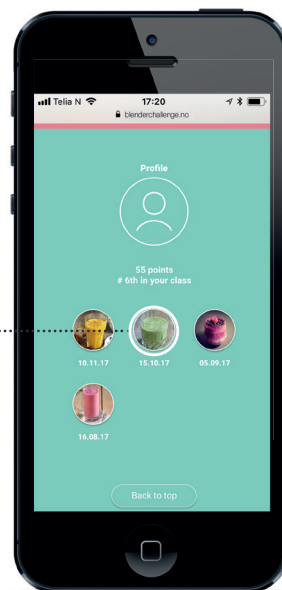 Telia N 17:20
blenderchallenge.no
Profile
55 points
# 6th in your class
10.11.17 15.10.17 05.09.17
16.08.17
Back to top